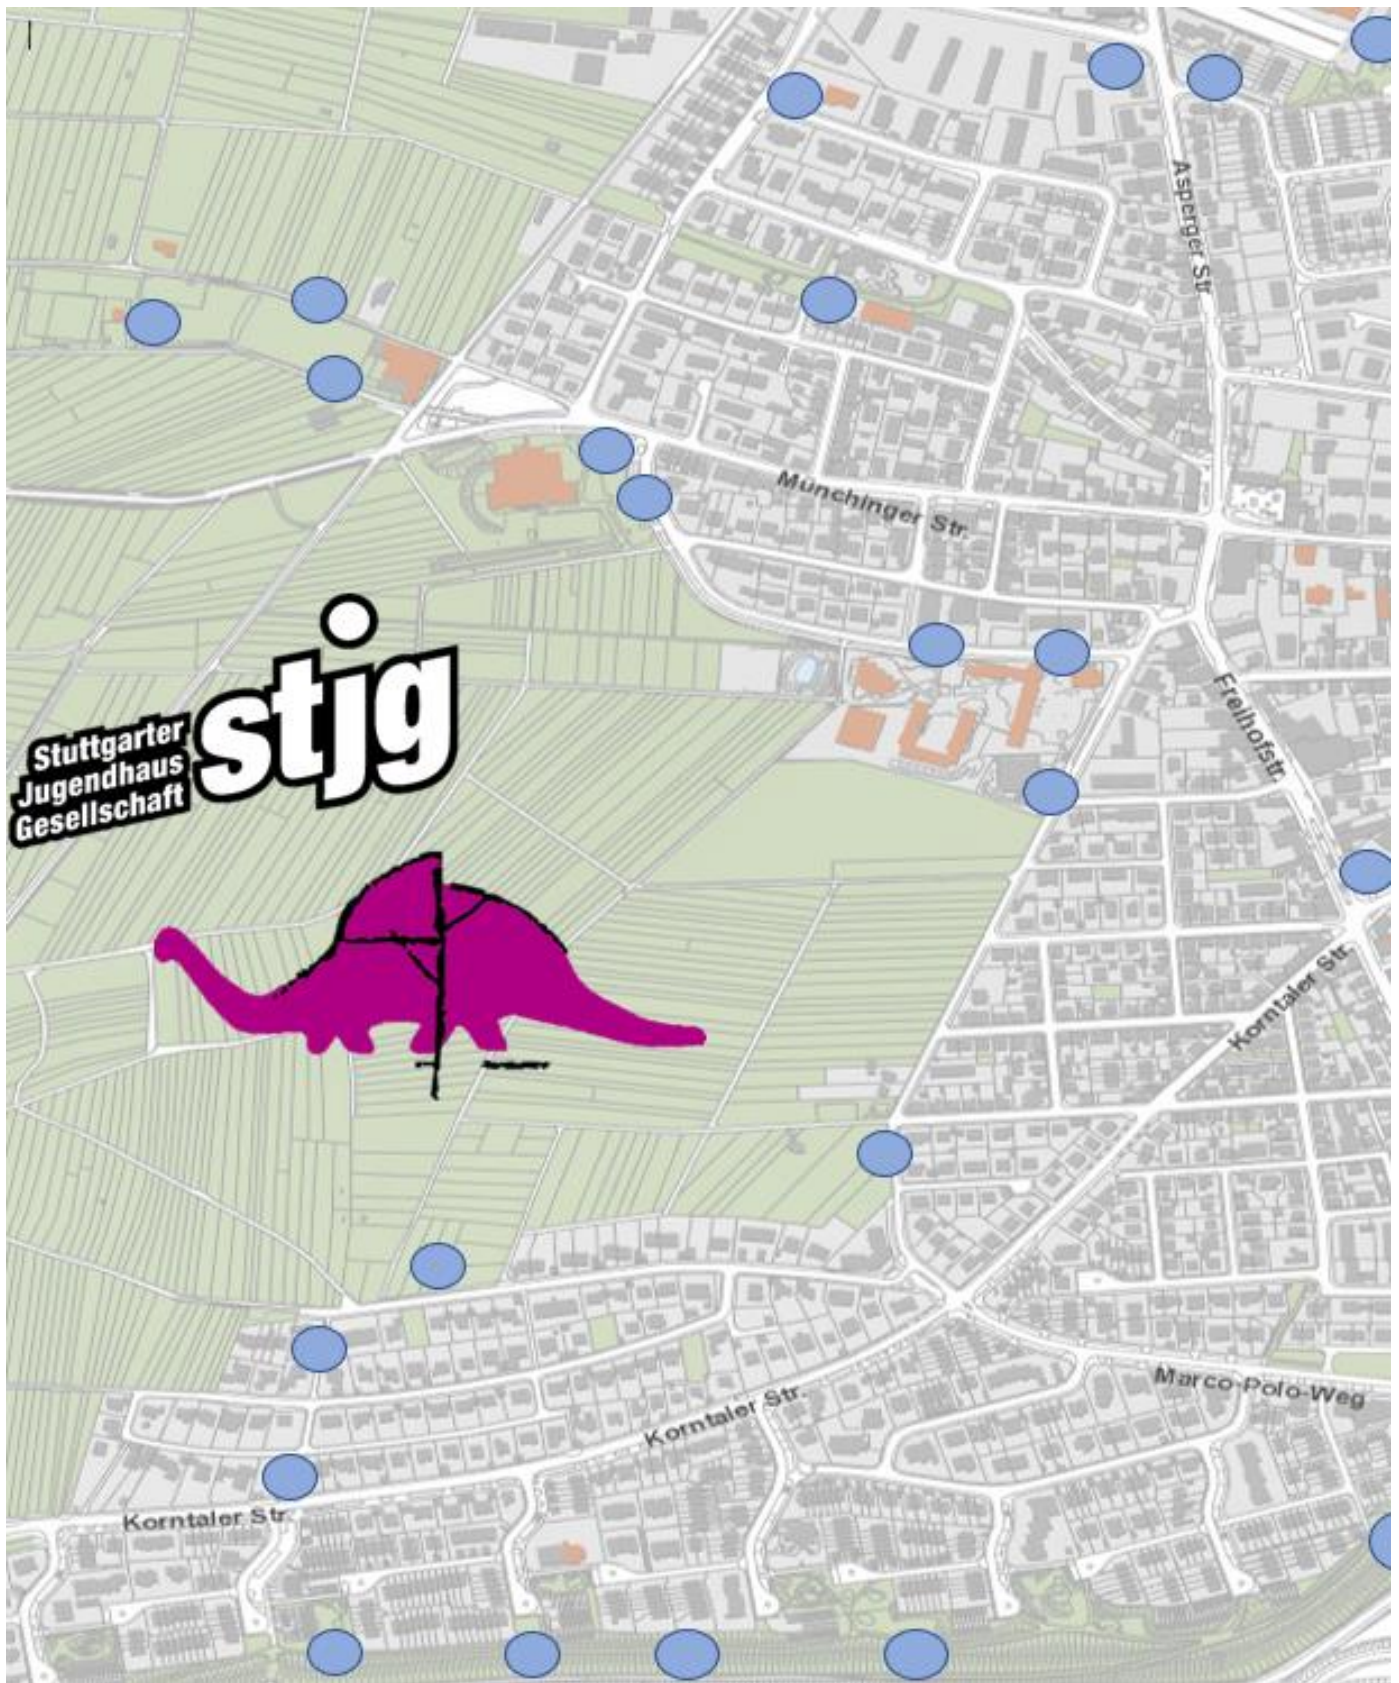 Asperger Str.
Münchinger Str.
Freihofstr.
stjg
Stuttgarter
Jugendhaus
Gesellschaft
Korntaler Str.
Marco-Polo-Weg
Korntaler Str.
Korntaler Str.